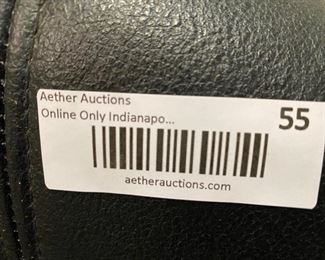 Aether Auctions
Online Only Indianapo...
55
aetherauctions.com